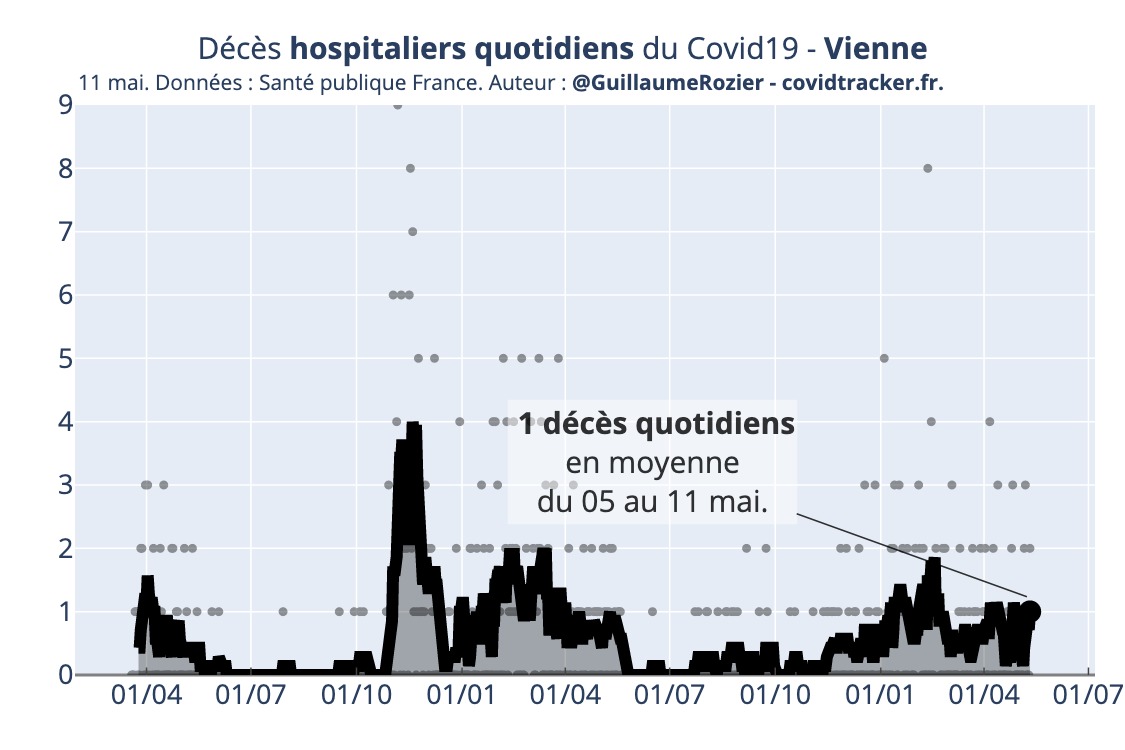 Décès hospitaliers quotidiens du Covid19 - Vienne
11 mai. Données : Santé publique France. Auteur : @GuillaumeRozier - covidtracker.fr.
9
8
7
6
5
4
3
2
1
0
1 décès quotidiens
en moyenne
du 05 au 11 mai.
01/04 01/07 01/10 01/01 01/04 01/07 01/10 01/01 01/04 01/07